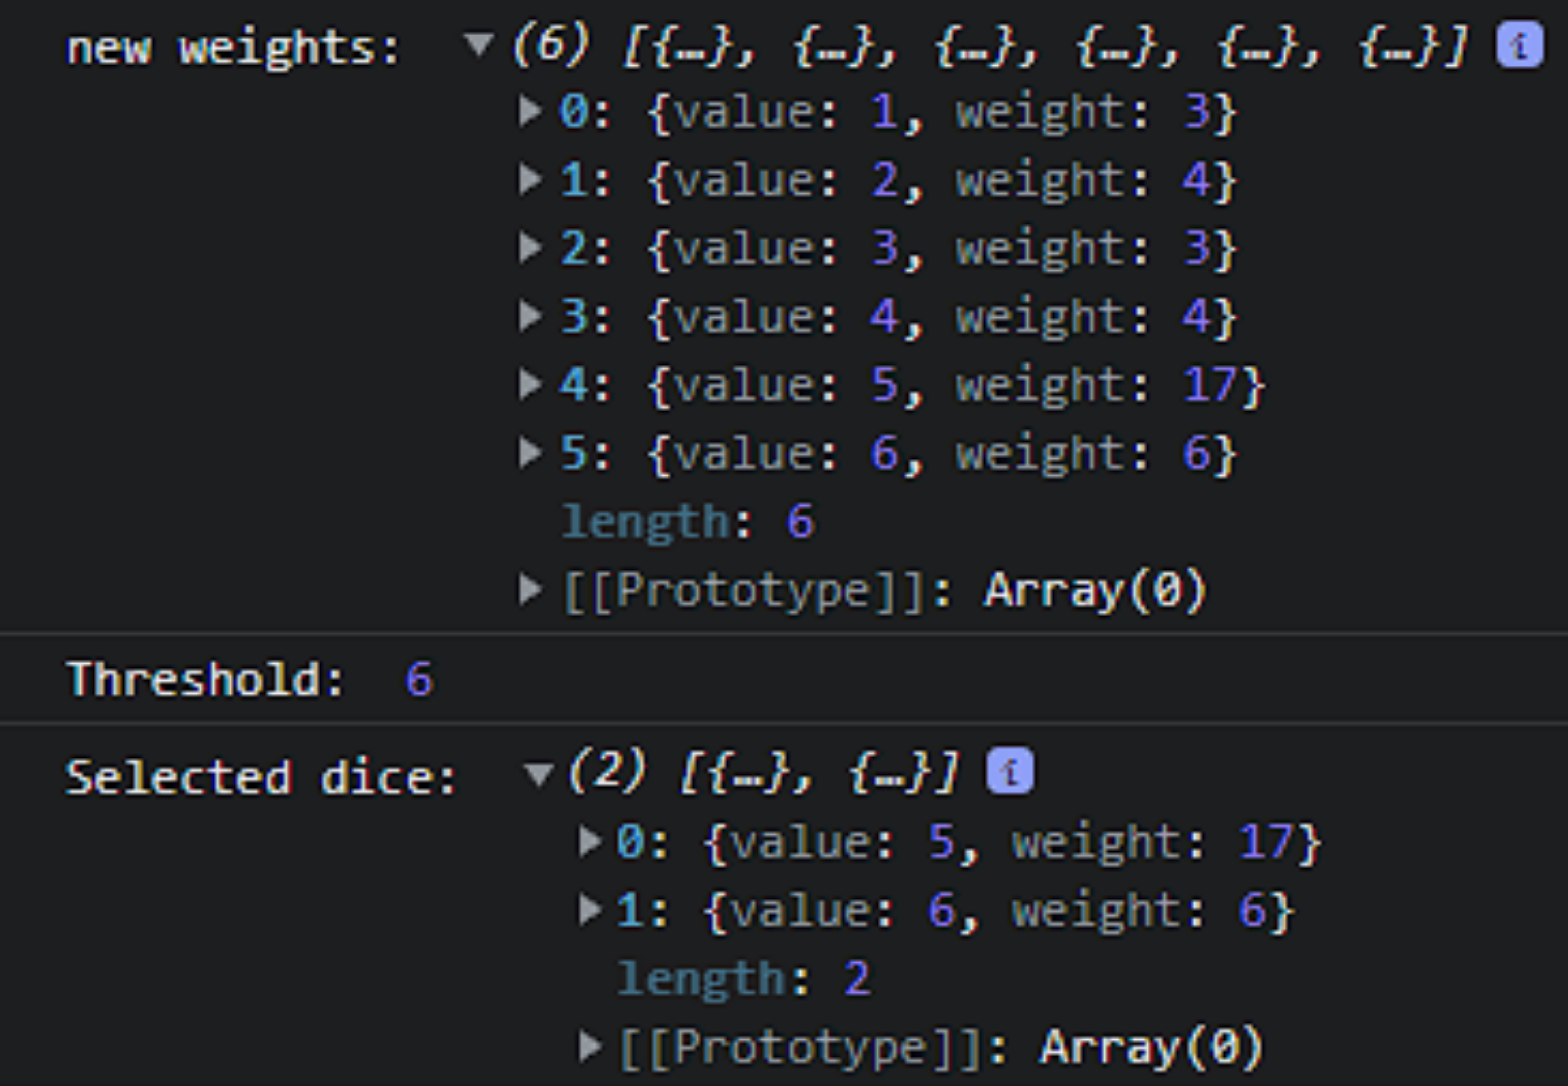 new weights: ▼ (6) [{…}, {…}, {…}, {…}, {…}, {…}] i
▶ 0: {value: 1, weight: 3}
▶ 1: {value: 2, weight: 4}
▶ 2: {value: 3, weight: 3}
▶ 3: {value: 4, weight: 4}
▶ 4: {value: 5, weight: 17}
▶ 5: {value: 6, weight: 6}
length: 6
▶ [[Prototype]]: Array(0)
Threshold: 6
Selected dice: ▼ (2) [{…}, {…}] i
▶ 0: {value: 5, weight: 17}
▶ 1: {value: 6, weight: 6}
length: 2
▶ [[Prototype]]: Array(0)